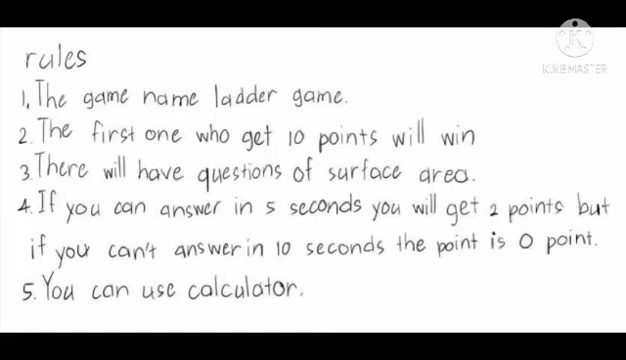 KINEMASTER
rules
1. The game name ladder game.
2. The first one who get 10 points will win
3. There will have questions of surface area.
4. If you can answer in 5 seconds you will get 2 points but
if you can't answer in 10 seconds the point is 0 point.
5. You can use calculator.